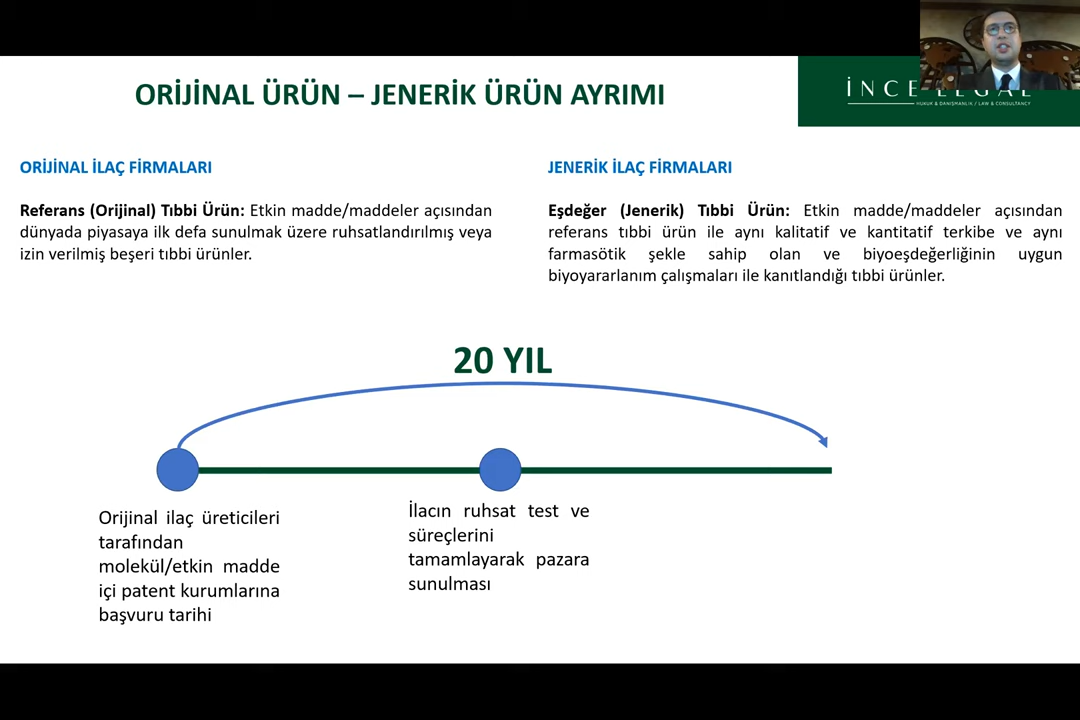 ORİJİNAL ÜRÜN – JENERİK ÜRÜN AYRIMI
İNCE LEGAL
HUKUK & DANIŞMANLIK / LAW & CONSULTANCY
ORİJİNAL İLAÇ FİRMALARI
Referans (Orijinal) Tıbbi Ürün: Etkin madde/maddeler açısından
dünyada piyasaya ilk defa sunulmak üzere ruhsatlandırılmış veya
izin verilmiş beşeri tıbbi ürünler.
JENERİK İLAÇ FİRMALARI
Eşdeğer (Jenerik) Tıbbi Ürün: Etkin madde/maddeler açısından
referans tıbbi ürün ile aynı kalitatif ve kantitatif terkibe ve aynı
farmasötik şekle sahip olan ve biyoeşdeğerliğinin uygun
biyoyararlanım çalışmaları ile kanıtlandığı tıbbi ürünler.
20 YIL
Orijinal ilaç üreticileri
tarafından
molekül/etkin madde
içi patent kurumlarına
başvuru tarihi
İlacın ruhsat test ve
süreçlerini
tamamlayarak pazara
sunulması